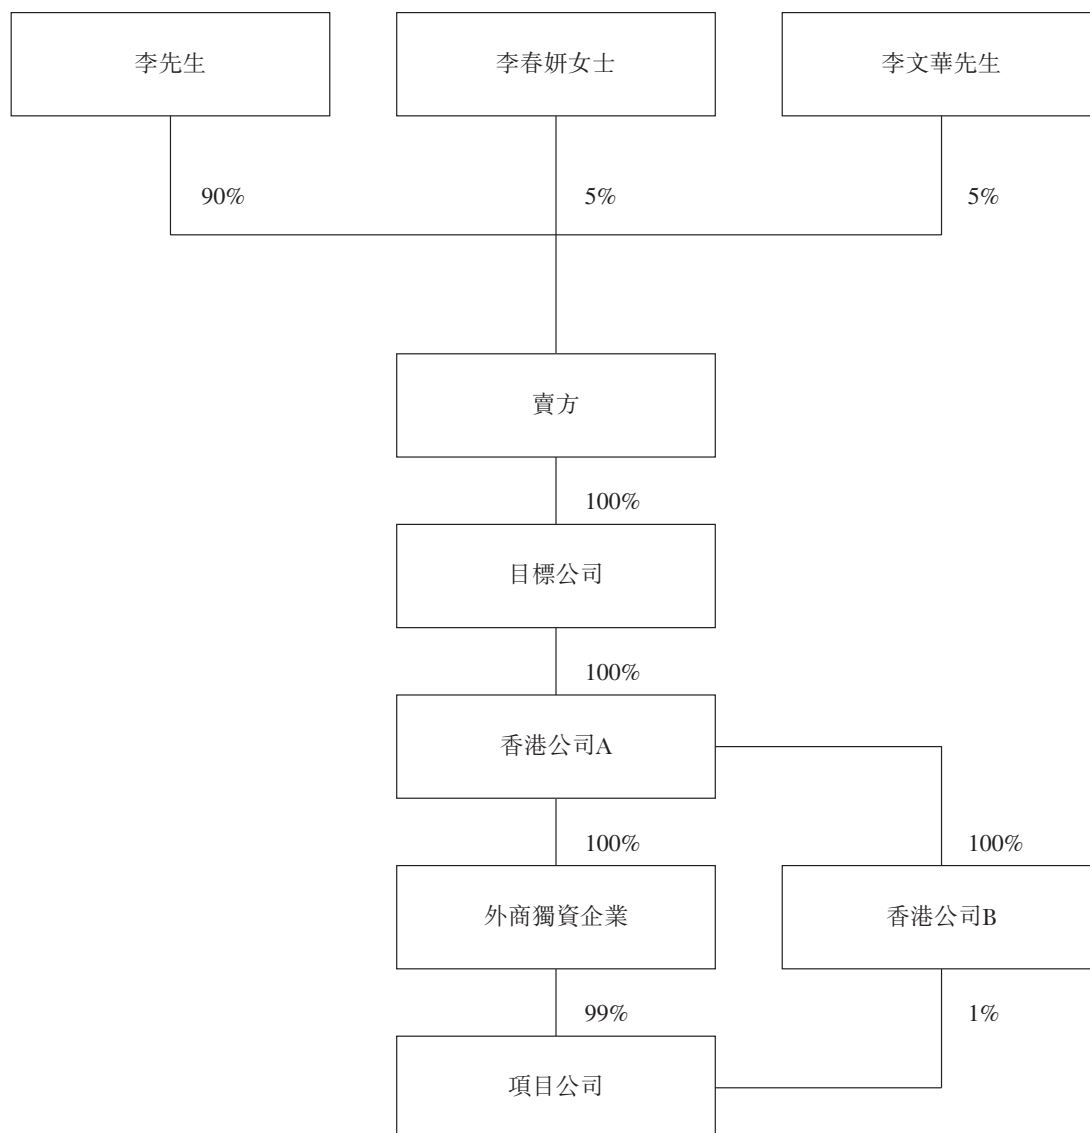 李先生
李春妍女士
李文華先生
90%
5%
5%
賣方
100%
目標公司
100%
香港公司A
100%
100%
外商獨資企業
香港公司B
99%
1%
項目公司